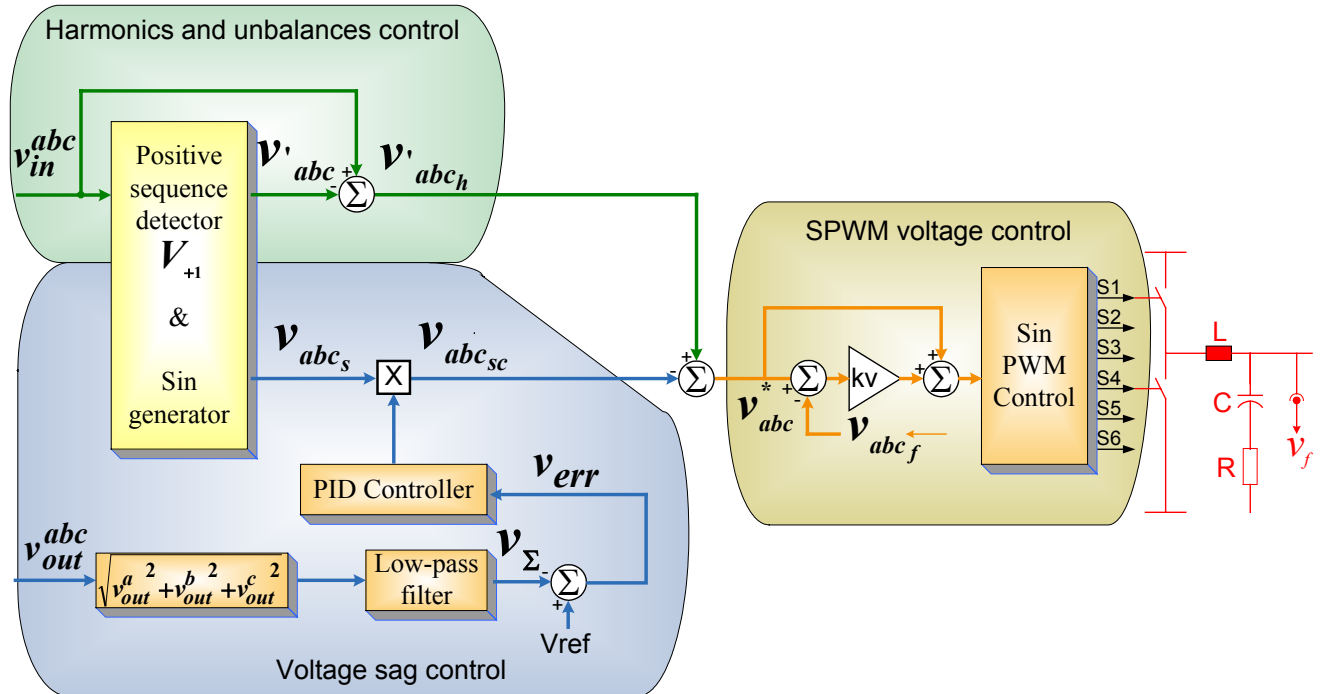 Harmonics and unbalances control
v_in^abc
Positive
sequence
detector
V_+1
&
Sin
generator
v'_abc
+
-
Σ
v'_abc_h
v_abc_s
X
v_abc_sc
PID Controller
v_err
v_out^abc
√(v_out^a ^2 + v_out^b ^2 + v_out^c ^2)
Low-pass
filter
v_Σ
-
Σ
+
Vref
Voltage sag control
+
-
Σ
SPWM voltage control
v*_abc
+
-
Σ
kv
+
+
Σ
v_abc_f
Sin
PWM
Control
S1
S2
S3
S4
S5
S6
L
C
R
v_f